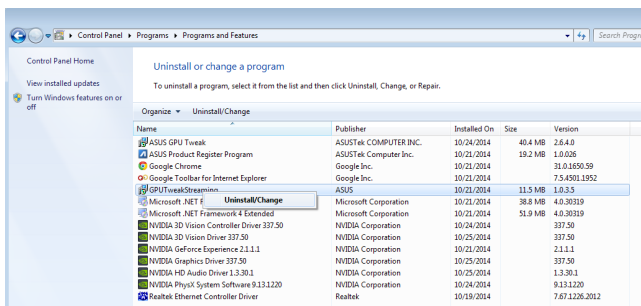 Control Panel ▸ Programs ▸ Programs and Features
Search Progr
Control Panel Home
View installed updates
Turn Windows features on or
off
Uninstall or change a program
To uninstall a program, select it from the list and then click Uninstall, Change, or Repair.
Organize Uninstall/Change
Name Publisher Installed On Size Version
ASUS GPU Tweak ASUSTek COMPUTER INC. 10/24/2014 40.4 MB 2.6.4.0
ASUS Product Register Program ASUSTek Computer Inc. 10/21/2014 19.2 MB 1.0.026
Google Chrome Google Inc. 10/21/2014 31.0.1650.59
Google Toolbar for Internet Explorer Google Inc. 10/21/2014 7.5.4501.1952
GPUTweakStreaming ASUS 10/21/2014 11.5 MB 1.0.3.5
Uninstall/Change
Microsoft .NET F Microsoft Corporation 10/21/2014 38.8 MB 4.0.30319
Microsoft .NET Framework 4 Extended Microsoft Corporation 10/21/2014 51.9 MB 4.0.30319
NVIDIA 3D Vision Controller Driver 337.50 NVIDIA Corporation 10/24/2014 337.50
NVIDIA 3D Vision Driver 337.50 NVIDIA Corporation 10/25/2014 337.50
NVIDIA GeForce Experience 2.1.1.1 NVIDIA Corporation 10/21/2014 2.1.1.1
NVIDIA Graphics Driver 337.50 NVIDIA Corporation 10/25/2014 337.50
NVIDIA HD Audio Driver 1.3.30.1 NVIDIA Corporation 10/25/2014 1.3.30.1
NVIDIA PhysX System Software 9.13.1220 NVIDIA Corporation 10/24/2014 9.13.1220
Realtek Ethernet Controller Driver Realtek 10/19/2014 7.67.1226.2012